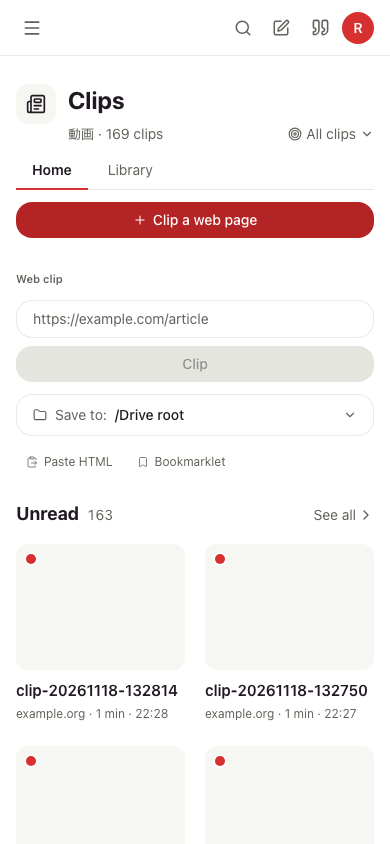 R
Clips
動画 · 169 clips
All clips
Home
Library
+ Clip a web page
Web clip
https://example.com/article
Clip
Save to: /Drive root
Paste HTML
Bookmarklet
Unread 163
See all
clip-20261118-132814
example.org · 1 min · 22:28
clip-20261118-132750
example.org · 1 min · 22:27